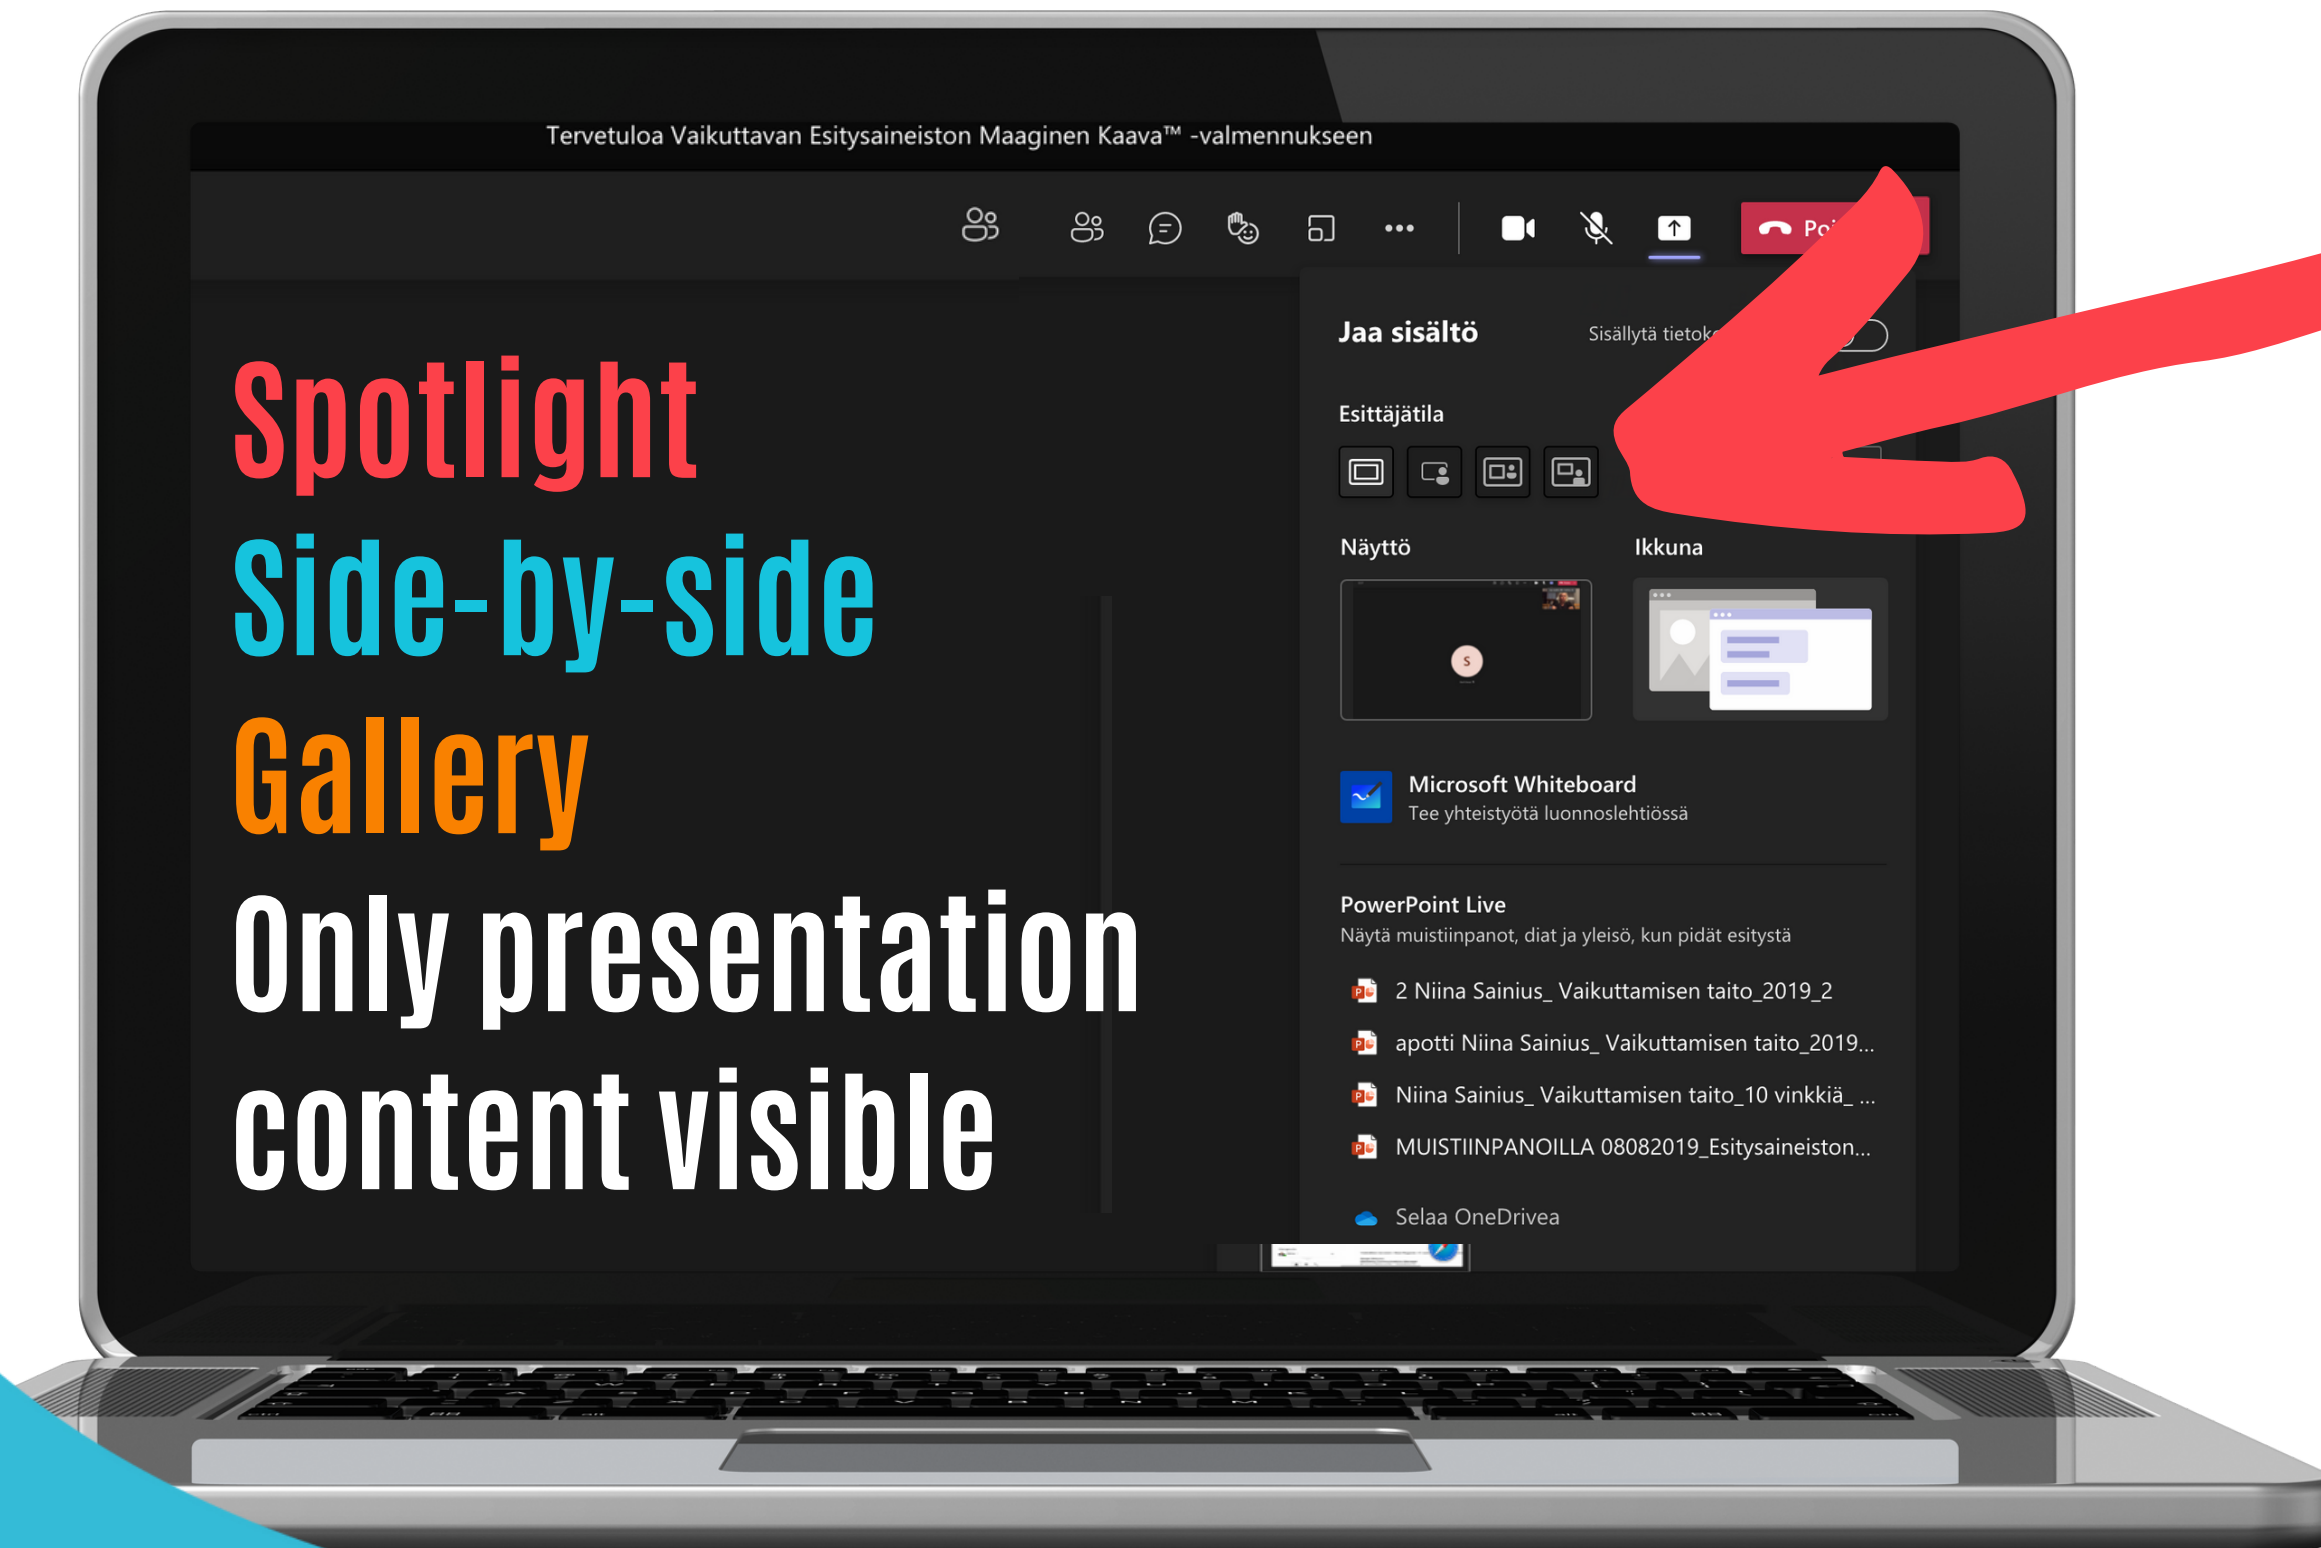 Tervetuloa Vaikuttavan Esitysaineiston Maaginen Kaava™ -valmennukseen
Spotlight
Side-by-side
Gallery
Only presentation
content visible
Jaa sisältö
Esittäjätila
Sisällytä
Näyttö
Ikkuna
S
Microsoft Whiteboard
Tee yhteistyötä luonnoslehtiössä
PowerPoint Live
Näytä muistiinpanot, diat ja yleisö, kun pidät esitystä
2 Niina Sainius_ Vaikuttamisen taito_2019_2
apotti Niina Sainius_ Vaikuttamisen taito_2019...
Niina Sainius_ Vaikuttamisen taito_10 vinkkiä_ ...
MUISTIINPANOILLA 08082019_Esitysaineiston...
Selaa OneDrivea